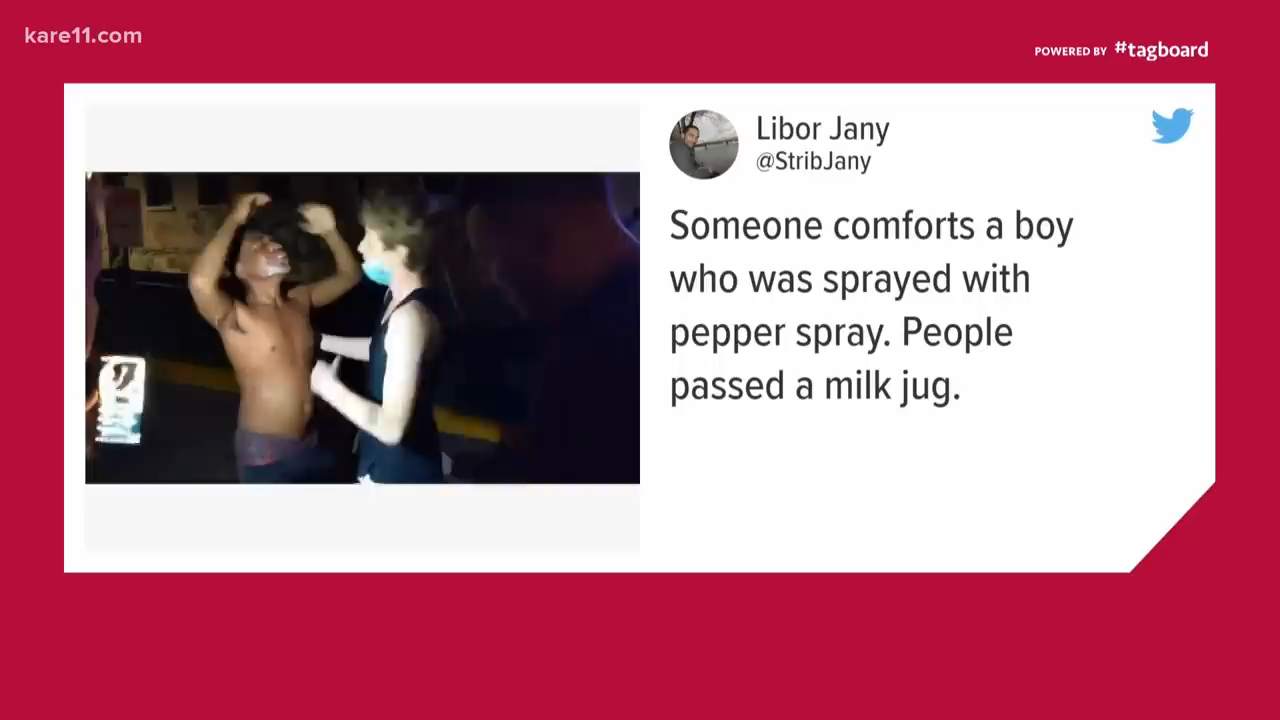 kare11.com
POWERED BY #tagboard
Libor Jany
@StribJany
Someone comforts a boy
who was sprayed with
pepper spray. People
passed a milk jug.